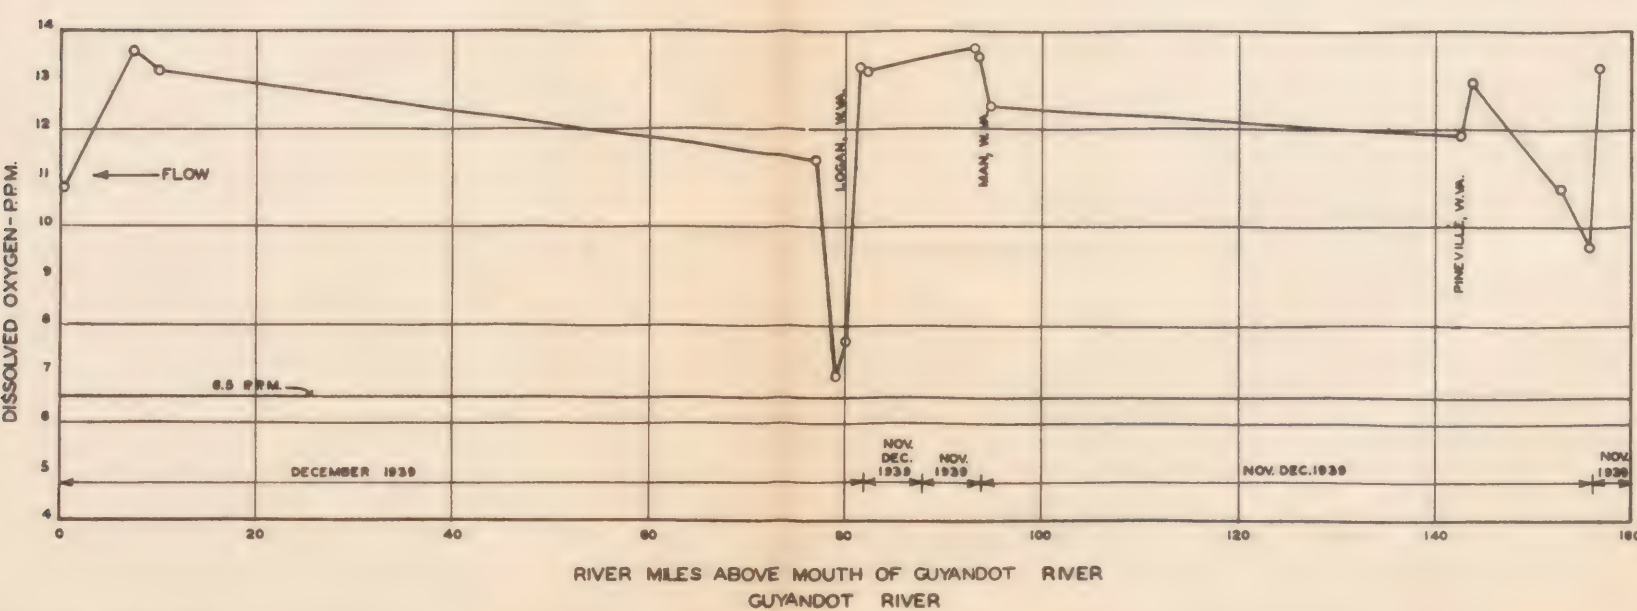 14
13
12
11
10
9
8
7
6
5
4
DISSOLVED OXYGEN-P.P.M.
FLOW
6.5 P.P.M.
LOGAN, W.VA.
MAN, W.VA.
PINEVILLE, W.VA.
DECEMBER 1939
NOV.
DEC.
1939
NOV.
1939
NOV. DEC. 1939
NOV.
1939
0 20 40 60 80 100 120 140 160
RIVER MILES ABOVE MOUTH OF GUYANDOT RIVER
GUYANDOT RIVER